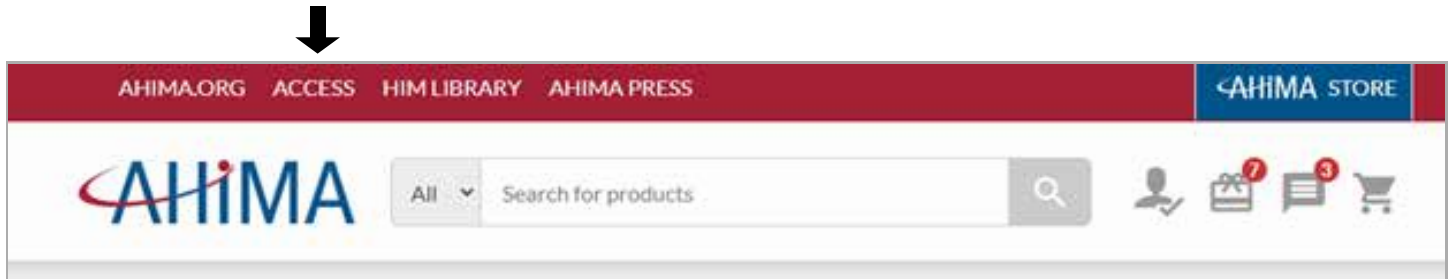 AHIMA.ORG ACCESS HIM LIBRARY AHIMA PRESS AHiMA STORE
AHiMA All Search for products 7 3